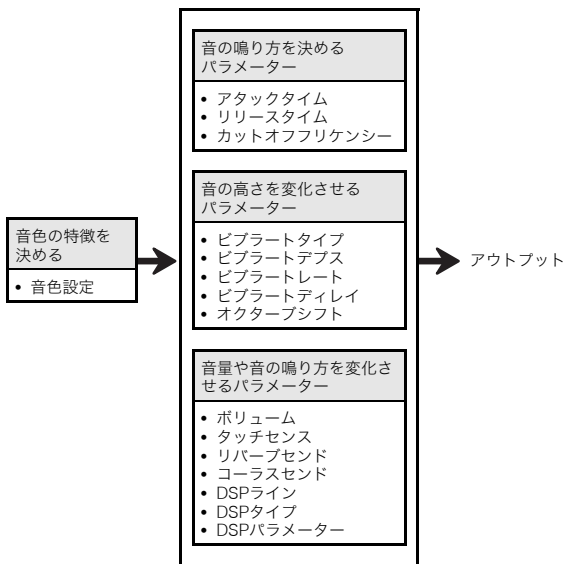 音色の特徴を
決める
• 音色設定
音の鳴り方を決める
パラメーター
• アタックタイム
• リリースタイム
• カットオフフリケンシー
音の高さを変化させる
パラメーター
• ビブラートタイプ
• ビブラートデプス
• ビブラートレート
• ビブラートディレイ
• オクターブシフト
音量や音の鳴り方を変化さ
せるパラメーター
• ボリューム
• タッチセンス
• リバーブセンド
• コーラスセンド
• DSPライン
• DSPタイプ
• DSPパラメーター
アウトプット